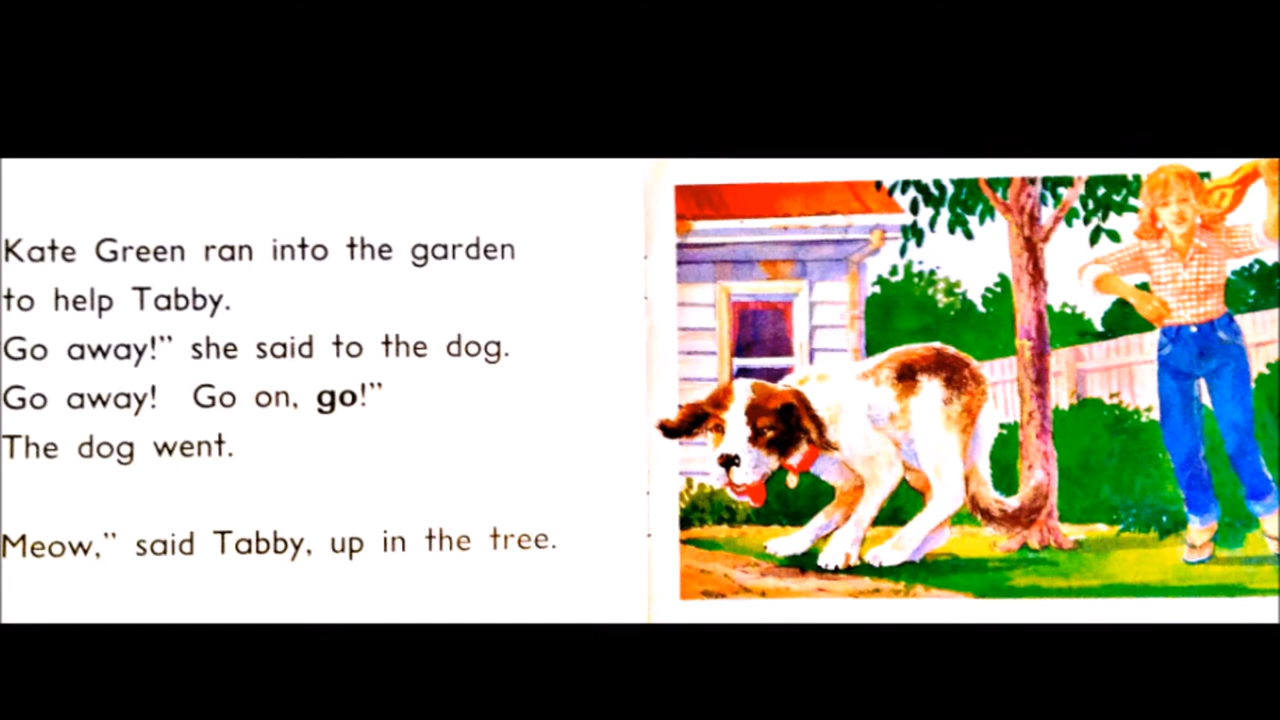 Kate Green ran into the garden
to help Tabby.
Go away!” she said to the dog.
Go away! Go on, go!”
The dog went.
Meow,” said Tabby, up in the tree.